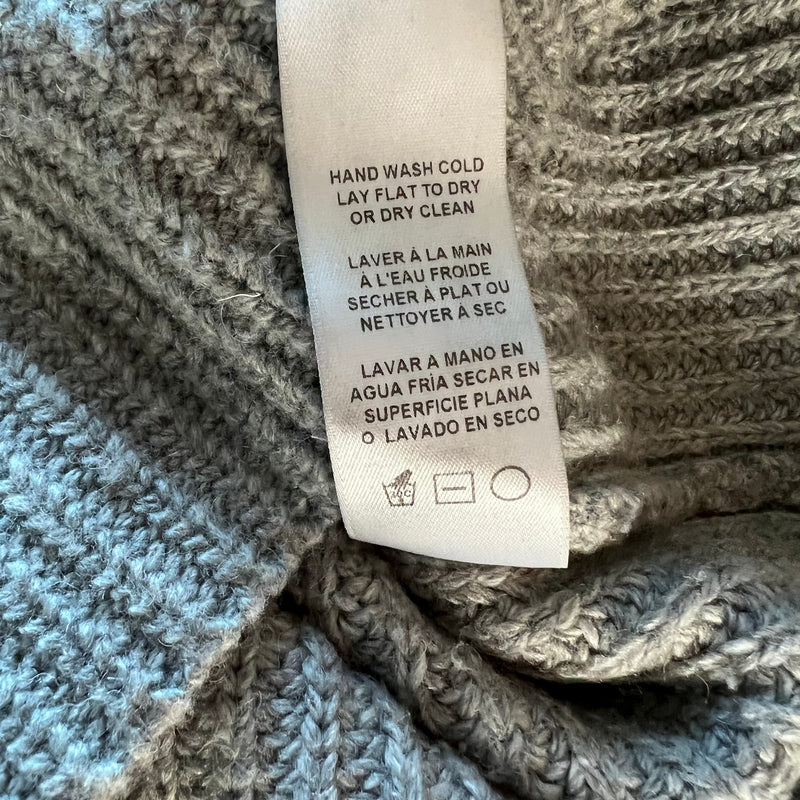 HAND WASH COLD
LAY FLAT TO DRY
OR DRY CLEAN
LAVER À LA MAIN
À L'EAU FROIDE
SECHER À PLAT OU
NETTOYER À SEC
LAVAR A MANO EN
AGUA FRÍA SECAR EN
SUPERFICIE PLANA
O LAVADO EN SECO